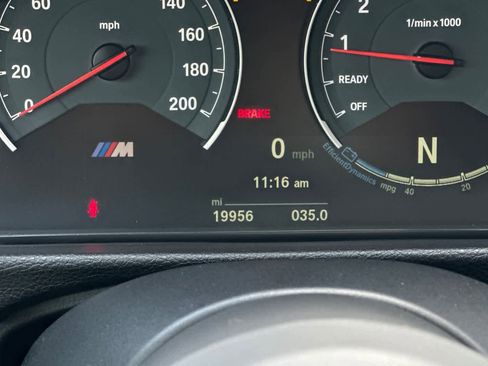 60
40
20
0
mph
160
180
200
M
BRAKE
0 mph
11:16 am
mi
19956 035.0
2
1/min x 1000
1
READY
OFF
N
EfficientDynamics
mpg 40 20